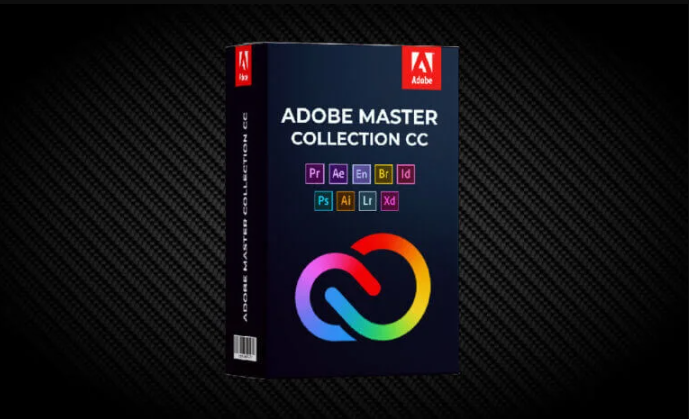 Adobe
Adobe
ADOBE MASTER
COLLECTION CC
Pr Ae En Br Id
Ps Ai Lr Xd
ADOBE MASTER COLLECTION CC